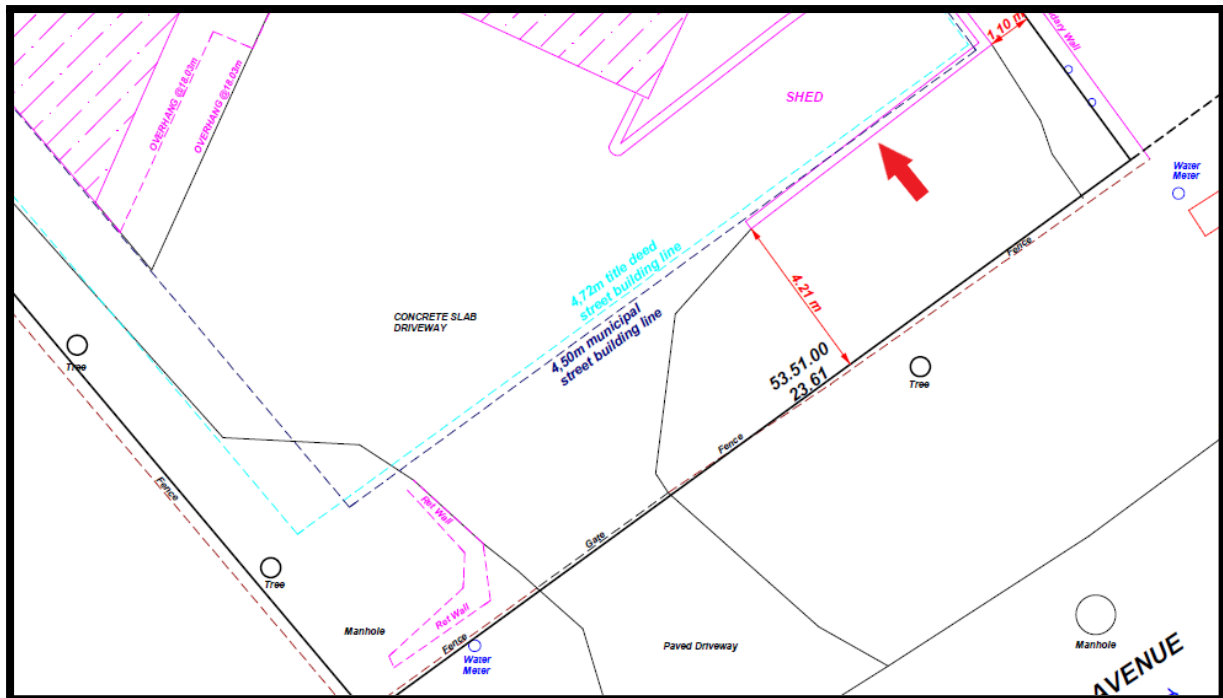 OVERHANG @18.03m
OVERHANG @18.03m
SHED
1,10 m
dary Wall
Water
Meter
4,72m title deed
street building line
4,50m municipal
street building line
CONCRETE SLAB
DRIVEWAY
4.21 m
53.51.00
23.61
Fence
Tree
Tree
Fence
Fence
Ret Wall
Gate
Tree
Manhole
Ret Wall
Fence
Water
Meter
Paved Driveway
Manhole
AVENUE